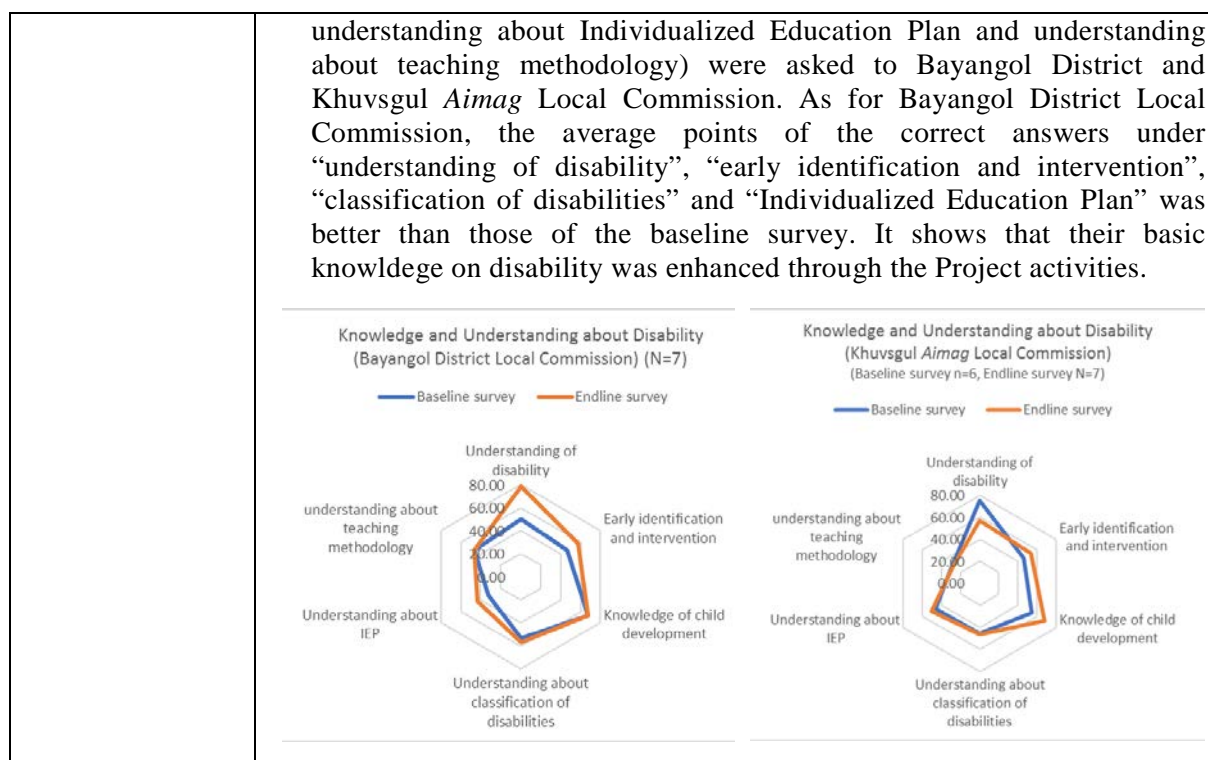 understanding about Individualized Education Plan and understanding
about teaching methodology) were asked to Bayangol District and
Khuvsgul Aimag Local Commission. As for Bayangol District Local
Commission, the average points of the correct answers under
“understanding of disability”, “early identification and intervention”,
“classification of disabilities” and “Individualized Education Plan” was
better than those of the baseline survey. It shows that their basic
knowldege on disability was enhanced through the Project activities.
Knowledge and Understanding about Disability
(Bayangol District Local Commission) (N=7)
Baseline survey
Endline survey
Understanding of
disability
80.00
60.00
40.00
20.00
0.00
Early identification
and intervention
Knowledge of child
development
Understanding about
classification of
disabilities
Understanding about
IEP
understanding about
teaching
methodology
Knowledge and Understanding about Disability
(Khuvsgul Aimag Local Commission)
(Baseline survey n=6, Endline survey N=7)
Baseline survey
Endline survey
Understanding of
disability
80.00
60.00
40.00
20.00
0.00
Early identification
and intervention
Knowledge of child
development
Understanding about
classification of
disabilities
Understanding about
IEP
understanding about
teaching
methodology